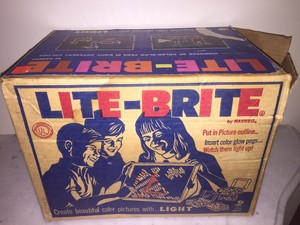 LITE-BRITE
LITE-BRITE®
by HASBRO®
Put in Picture outline...
Insert color glow pegs...
Watch them light up!
Create beautiful color pictures with LIGHT